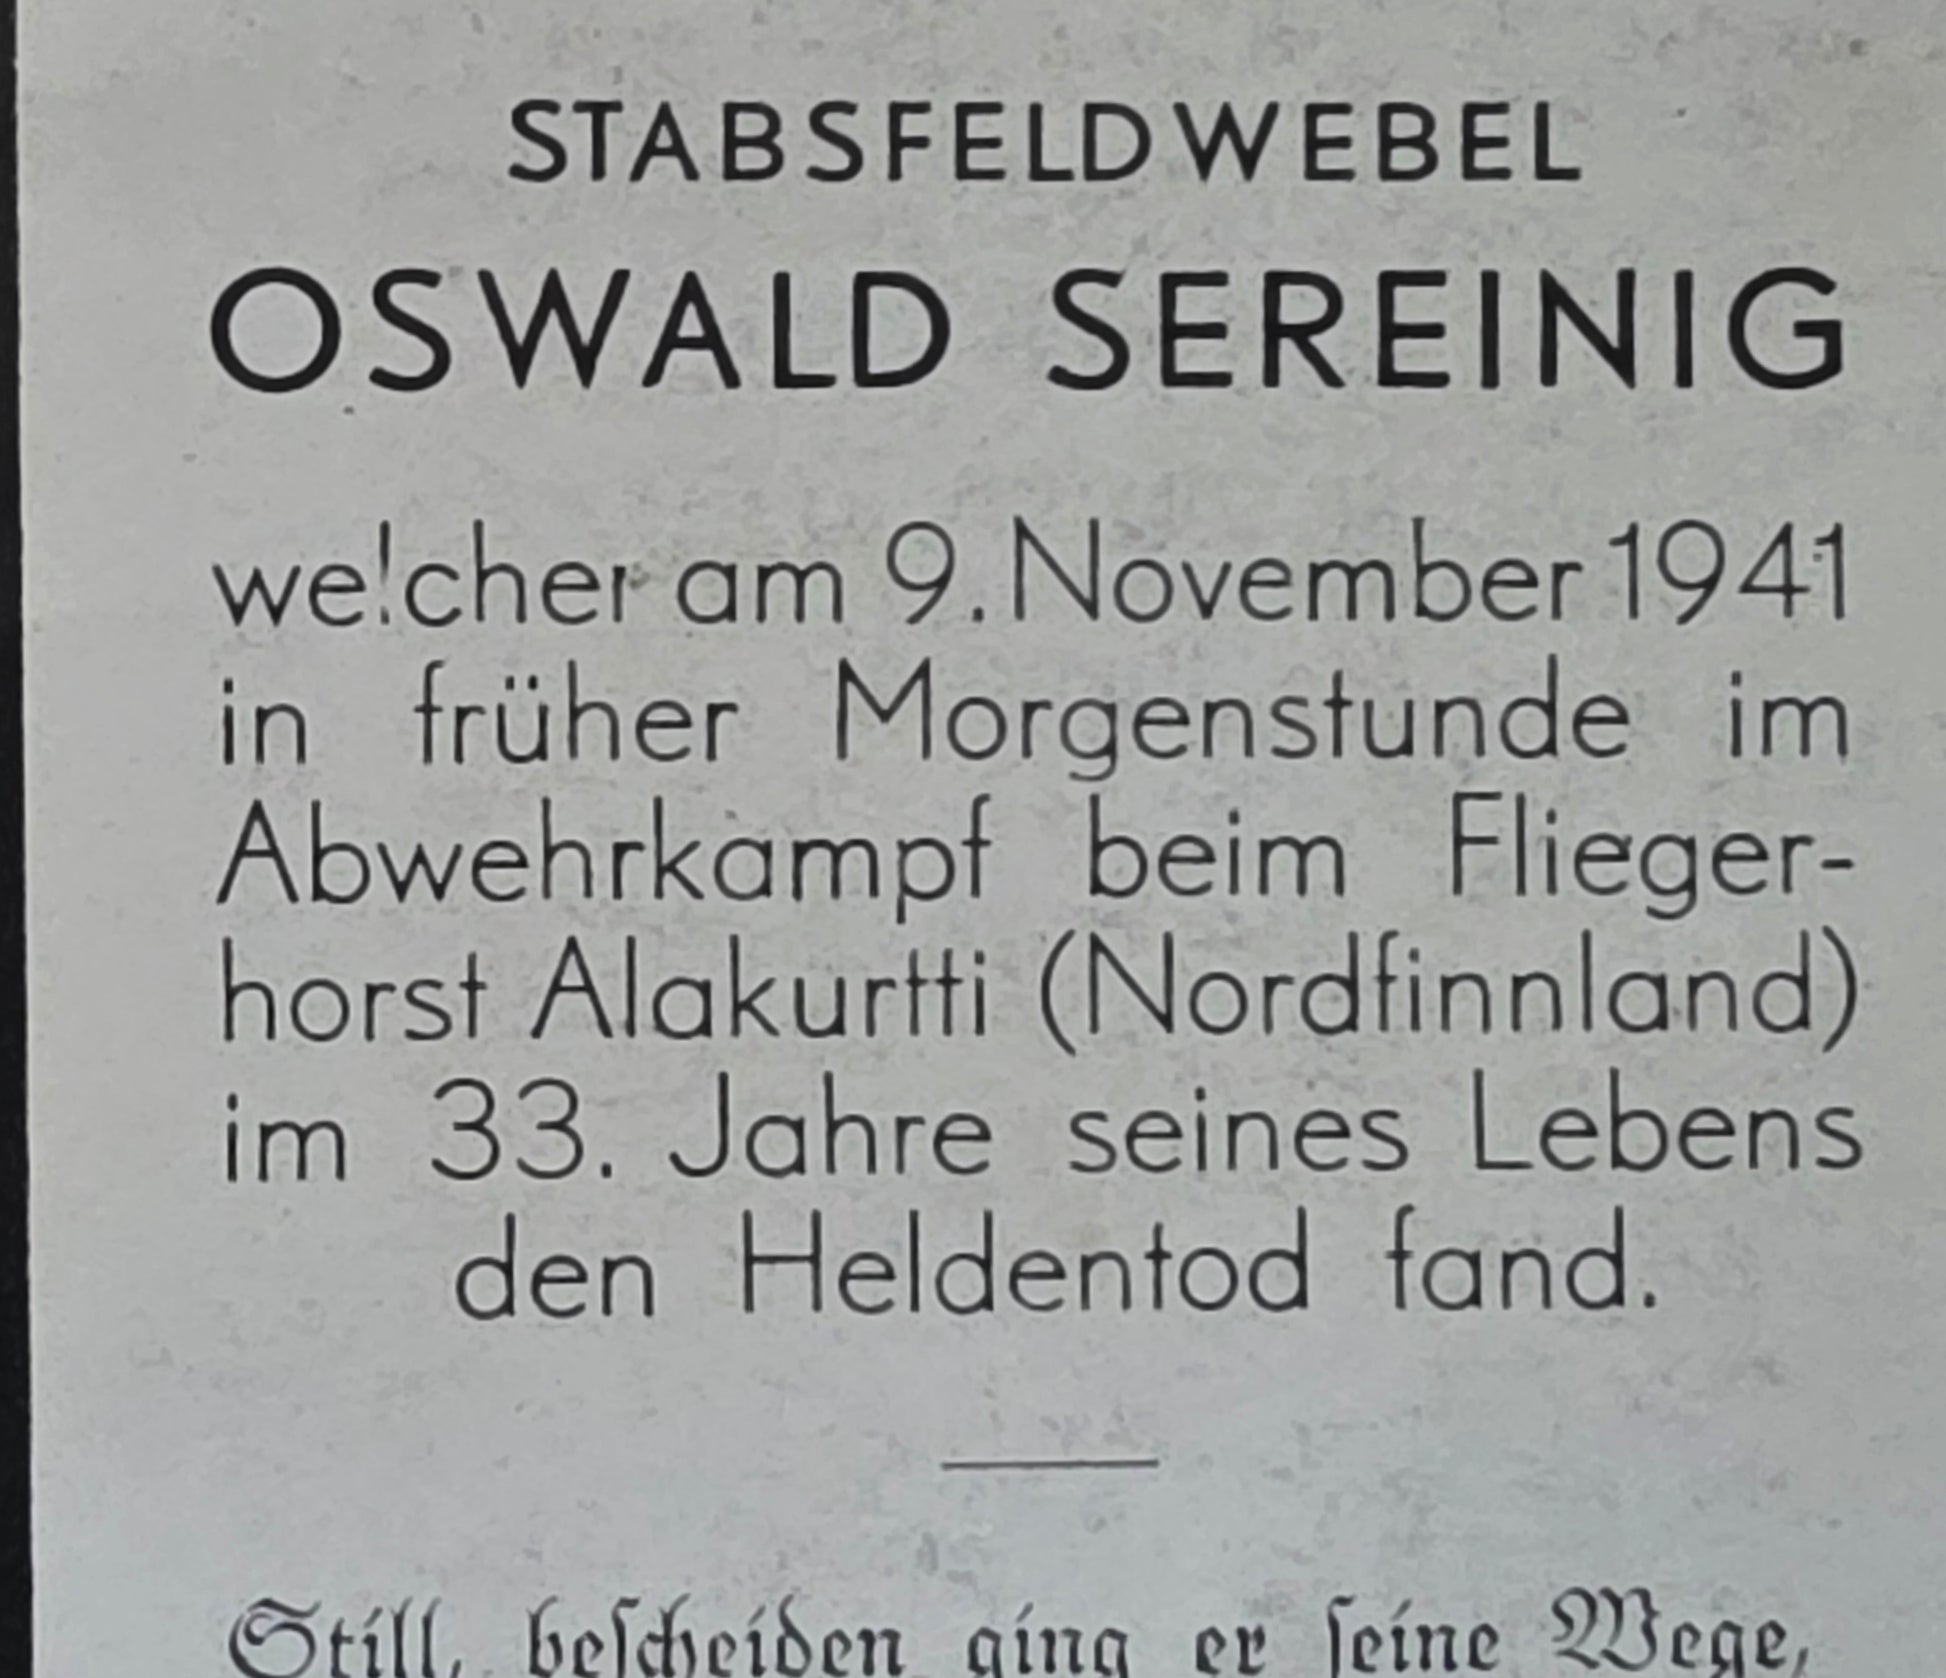 STABSFELDWEBEL
OSWALD SEREINIG
welcher am 9. November 1941
in früher Morgenstunde im
Abwehrkampf beim Flieger-
horst Alakurtti (Nordfinnland)
im 33. Jahre seines Lebens
den Heldentod fand.
Still, beſcheiden ging er ſeine Wege,